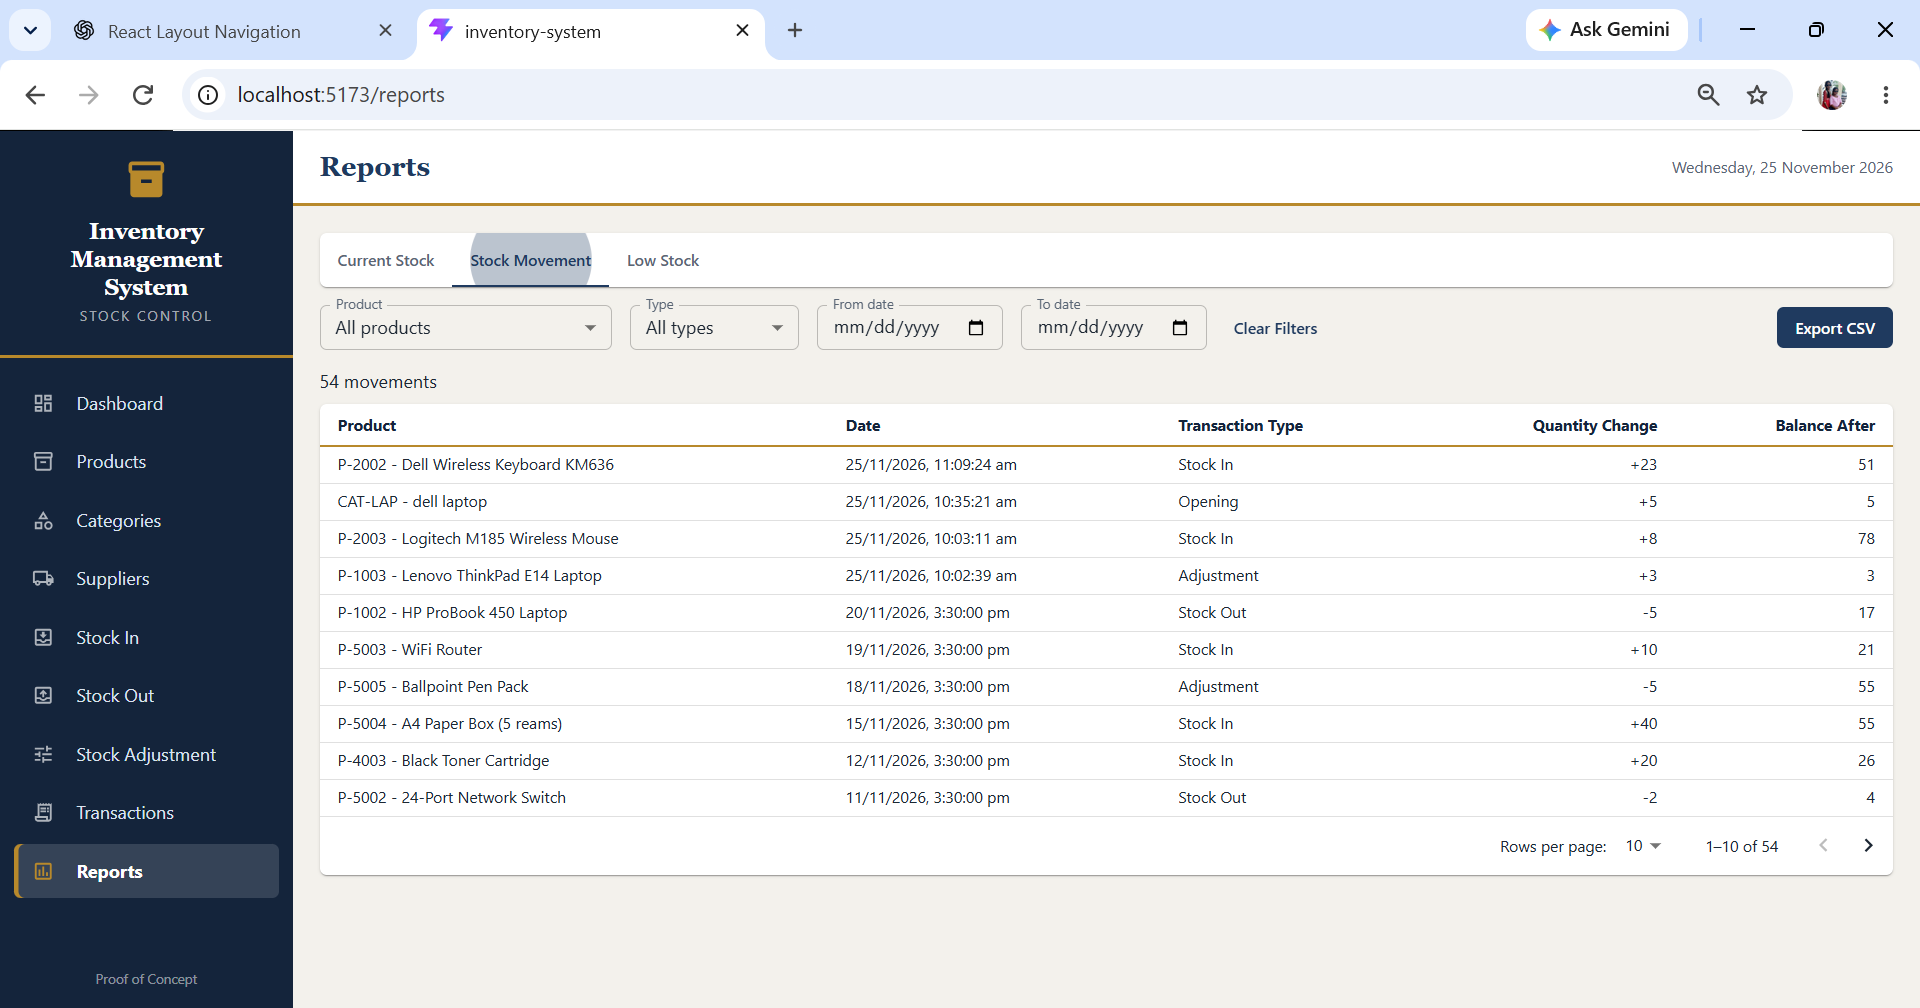 React Layout Navigation
inventory-system
Ask Gemini
localhost:5173/reports
Inventory
Management
System
STOCK CONTROL
Dashboard
Products
Categories
Suppliers
Stock In
Stock Out
Stock Adjustment
Transactions
Reports
Proof of Concept
Reports
Wednesday, 25 November 2026
Current Stock Stock Movement Low Stock
Product Type From date To date
All products All types mm/dd/yyyy mm/dd/yyyy Clear Filters Export CSV
54 movements
Product Date Transaction Type Quantity Change Balance After
P-2002 - Dell Wireless Keyboard KM636 25/11/2026, 11:09:24 am Stock In +23 51
CAT-LAP - dell laptop 25/11/2026, 10:35:21 am Opening +5 5
P-2003 - Logitech M185 Wireless Mouse 25/11/2026, 10:03:11 am Stock In +8 78
P-1003 - Lenovo ThinkPad E14 Laptop 25/11/2026, 10:02:39 am Adjustment +3 3
P-1002 - HP ProBook 450 Laptop 20/11/2026, 3:30:00 pm Stock Out -5 17
P-5003 - WiFi Router 19/11/2026, 3:30:00 pm Stock In +10 21
P-5005 - Ballpoint Pen Pack 18/11/2026, 3:30:00 pm Adjustment -5 55
P-5004 - A4 Paper Box (5 reams) 15/11/2026, 3:30:00 pm Stock In +40 55
P-4003 - Black Toner Cartridge 12/11/2026, 3:30:00 pm Stock In +20 26
P-5002 - 24-Port Network Switch 11/11/2026, 3:30:00 pm Stock Out -2 4
Rows per page: 10 1–10 of 54